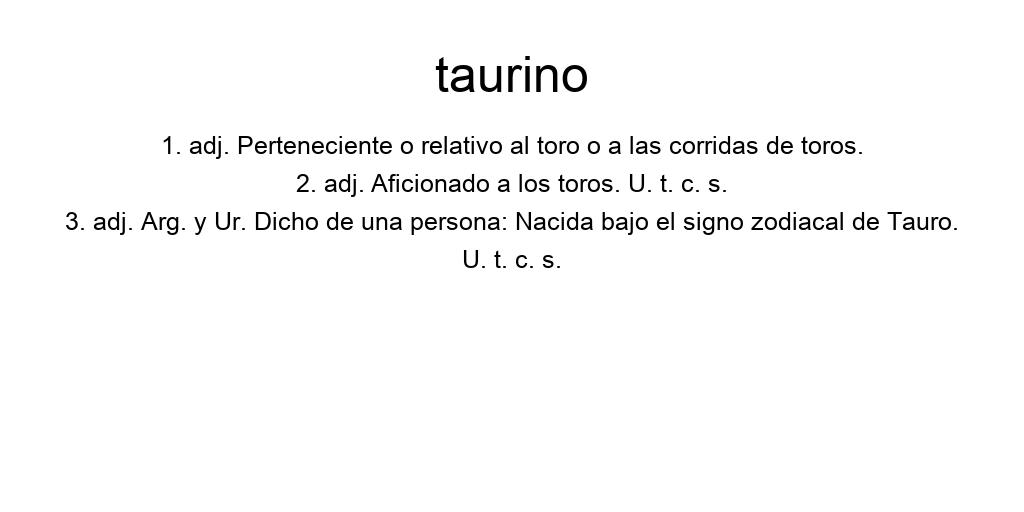 taurino
1. adj. Perteneciente o relativo al toro o a las corridas de toros.
2. adj. Aficionado a los toros. U. t. c. s.
3. adj. Arg. y Ur. Dicho de una persona: Nacida bajo el signo zodiacal de Tauro.
U. t. c. s.